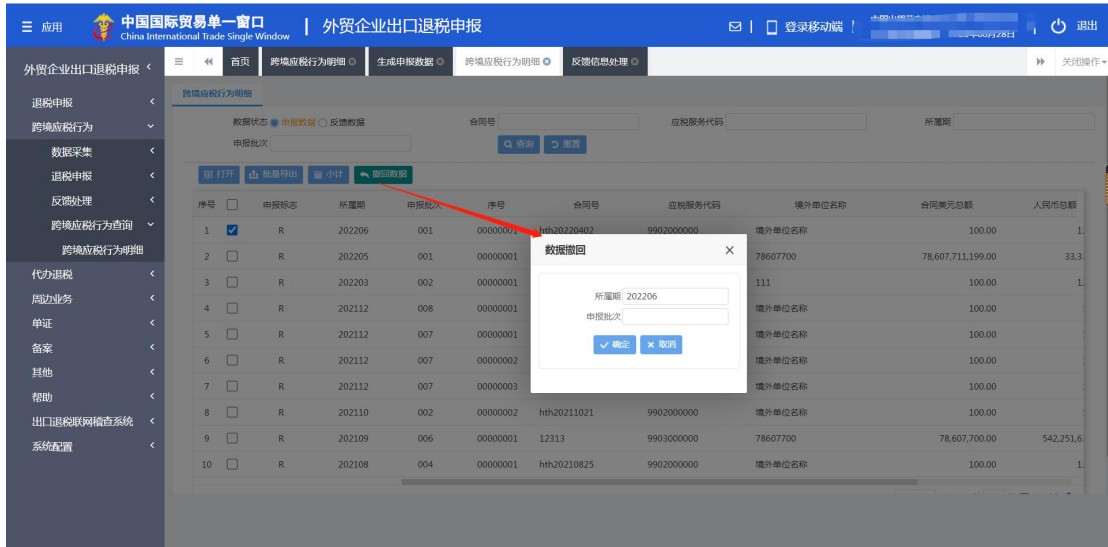 应用 中国国际贸易单一窗口 China International Trade Single Window 外贸企业出口退税申报 登录移动端 退出
外贸企业出口退税申报 首页 跨境应税行为明细 生成申报数据 跨境应税行为明细 反馈信息处理 关闭操作
跨境应税行为明细
退税申报
跨境应税行为
数据采集
退税申报
反馈处理
跨境应税行为查询
跨境应税行为明细
代办退税
周边业务
单证
备案
其他
帮助
出口退税联网稽查系统
系统配置
数据状态 申报数据 反馈数据 合同号 应税服务代码 所属期
申报批次 查询 重置
打开 批量导出 小计 撤回数据
序号 申报标志 所属期 申报批次 序号 合同号 应税服务代码 境外单位名称 合同美元总额 人民币总额
1 R 202206 001 00000001 hth20220402 9902000000 境外单位名称 100.00
2 R 202205 001 00000001 78607700 78,607,711,199.00 33,3
3 R 202203 002 00000001 111 100.00
4 R 202112 008 00000001 境外单位名称 100.00
5 R 202112 007 00000001 境外单位名称 100.00
6 R 202112 007 00000002 境外单位名称 100.00
7 R 202112 007 00000003 境外单位名称 100.00
8 R 202110 002 00000002 hth20211021 9902000000 境外单位名称 100.00
9 R 202109 006 00000001 12313 9903000000 78607700 78,607,700.00 542,251,6
10 R 202108 004 00000001 hth20210825 9902000000 境外单位名称 100.00
数据撤回
所属期 202206
申报批次
确定 取消